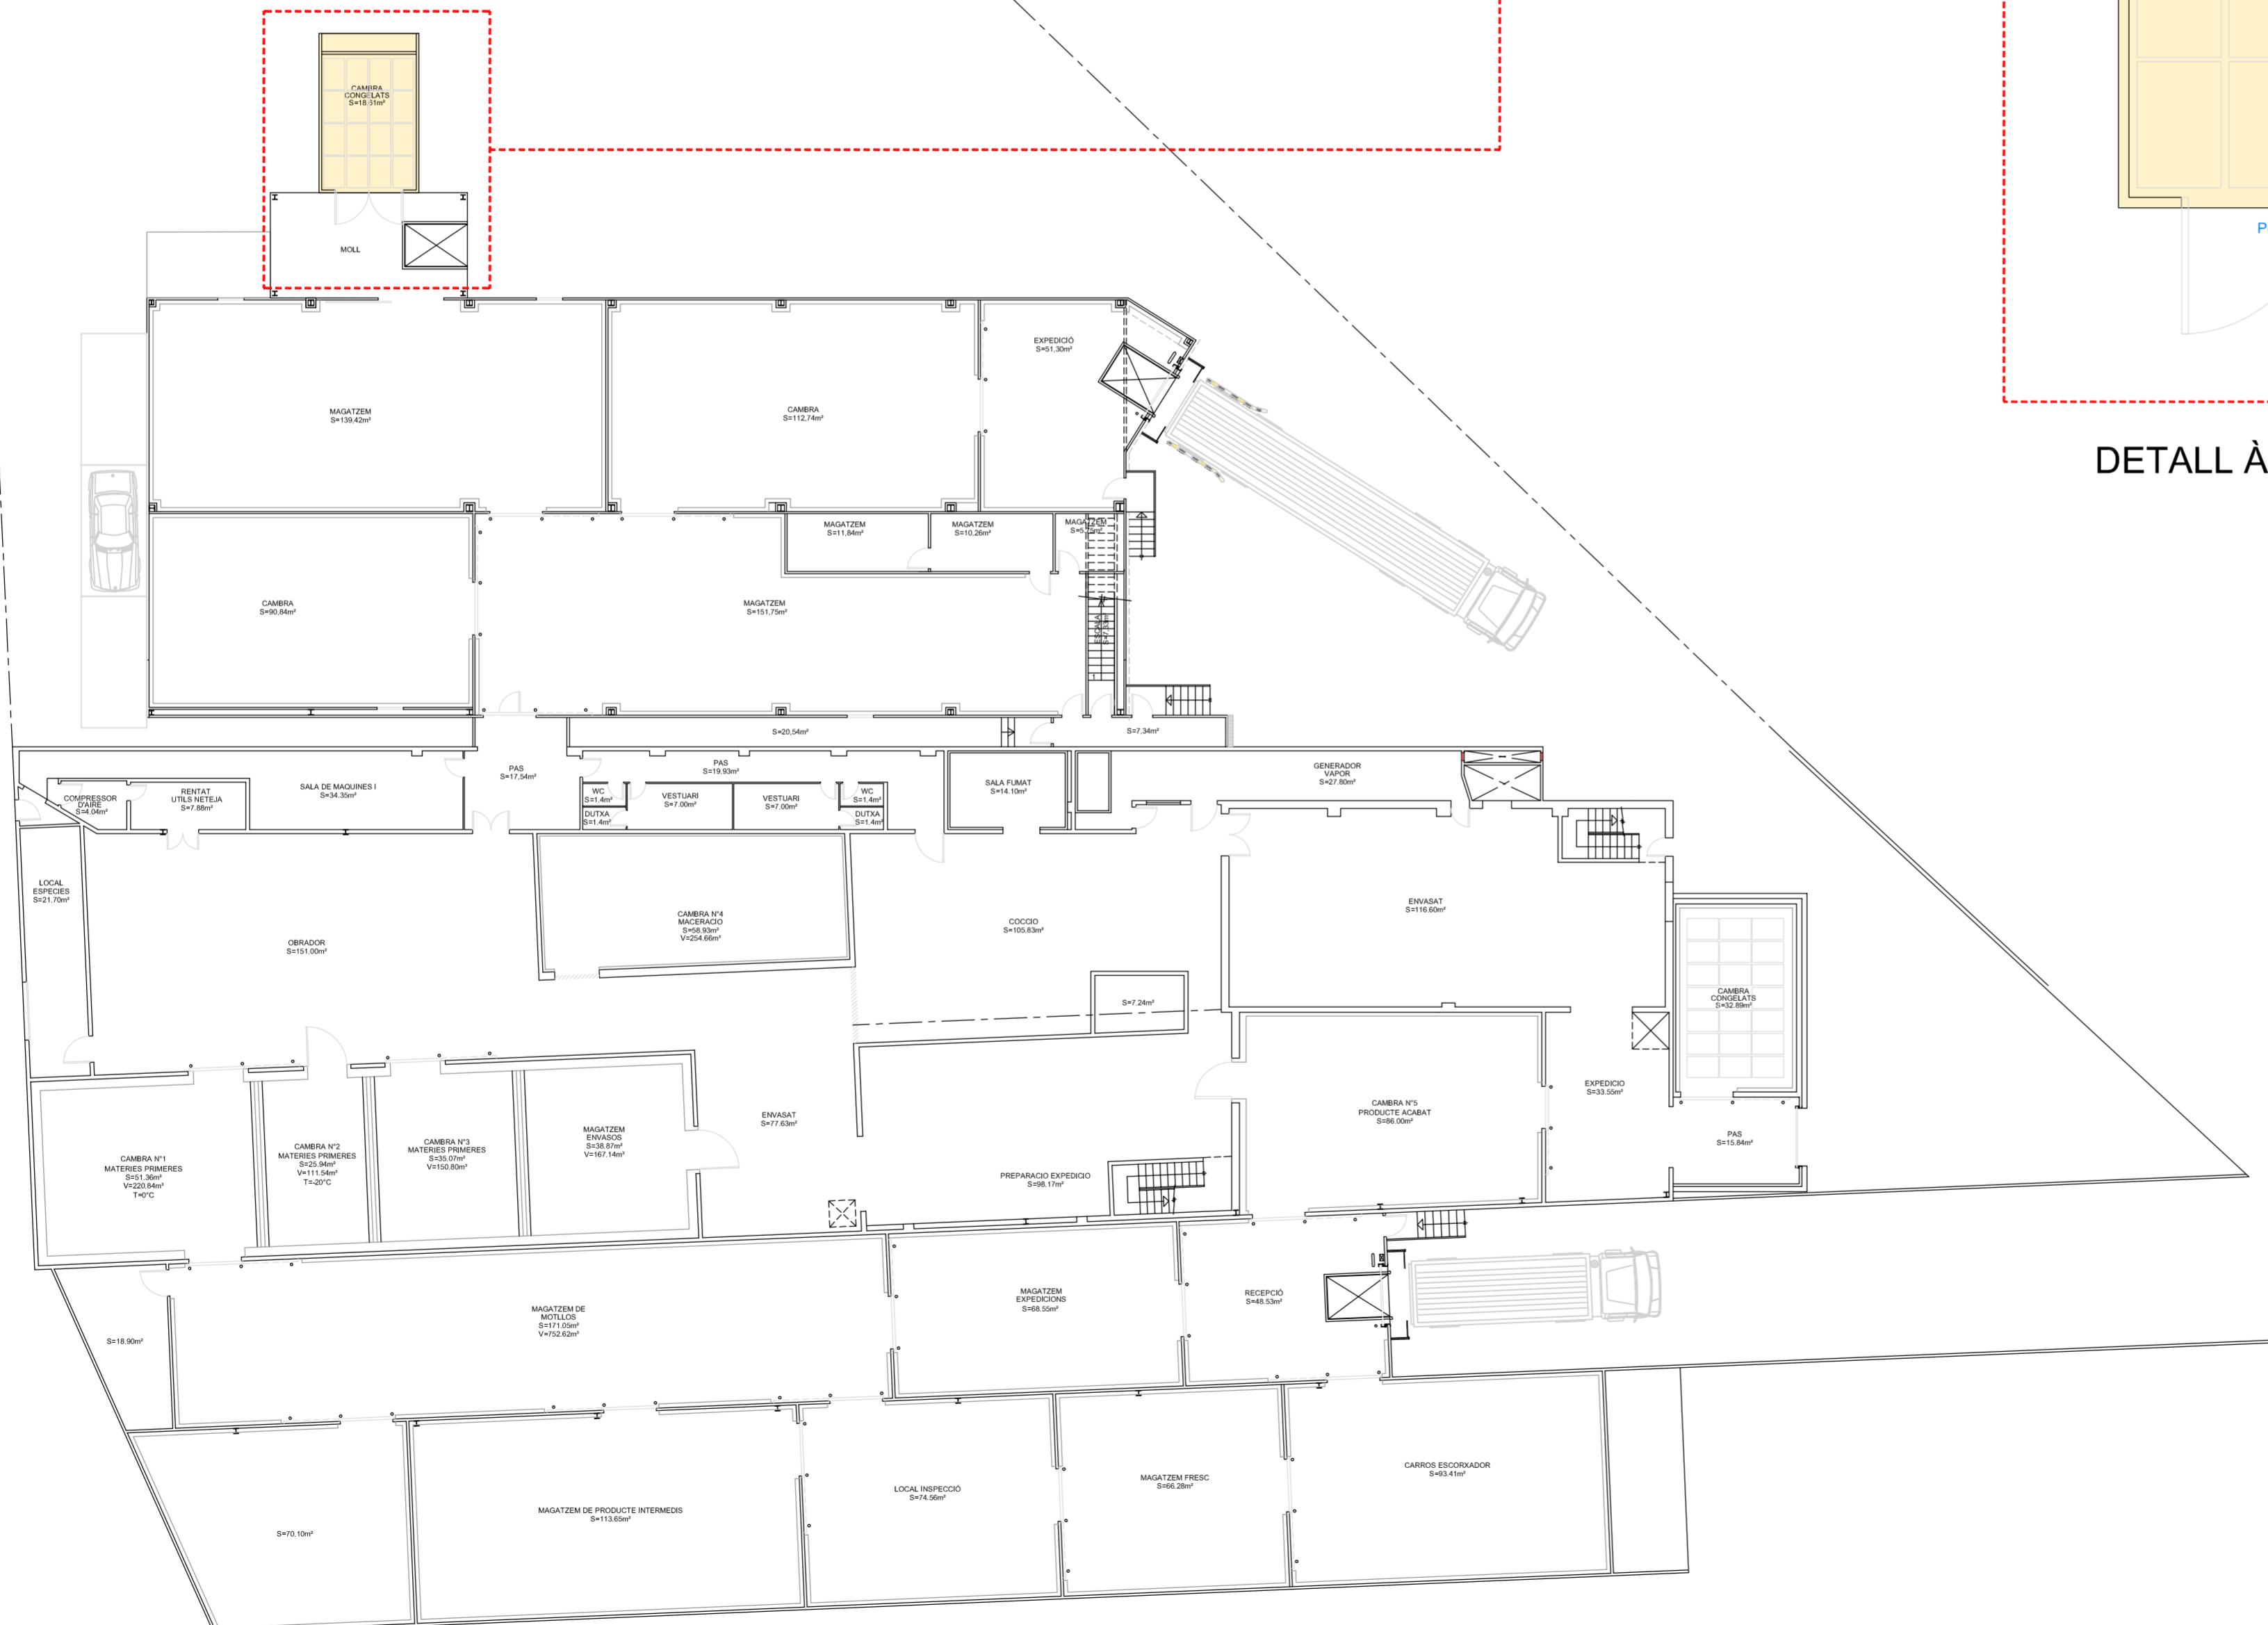 CAMBRA
CONGELATS
S=18,61m²
MOLL
P
DETALL À
EXPEDICIÓ
S=51,30m²
MAGATZEM
S=139,42m²
CAMBRA
S=112,74m²
MAGATZEM
S=11,84m²
MAGATZEM
S=10,26m²
MAGATZEM
S=5,75m²
CAMBRA
S=90,84m²
MAGATZEM
S=151,75m²
ESCALA
1
S=20,54m²
S=7,34m²
PAS
S=17,54m²
PAS
S=19.93m²
SALA FUMAT
S=14.10m²
GENERADOR
VAPOR
S=27.80m²
COMPRESSOR
D'AIRE
S=4.04m²
RENTAT
UTILS NETEJA
S=7.88m²
SALA DE MAQUINES I
S=34.35m²
WC
S=1.4m²
DUTXA
S=1.4m²
VESTUARI
S=7.00m²
VESTUARI
S=7.00m²
WC
S=1.4m²
DUTXA
S=1.4m²
LOCAL
ESPECIES
S=21.70m²
OBRADOR
S=151.00m²
CAMBRA N°4
MACERACIO
S=58.93m²
V=254.66m³
COCCIO
S=105.83m²
ENVASAT
S=116.60m²
CAMBRA
CONGELATS
S=32.89m²
S=7,24m²
EXPEDICIO
S=33.55m²
PAS
S=15.84m²
CAMBRA N°1
MATERIES PRIMERES
S=51.36m²
V=220.84m³
T=0°C
CAMBRA N°2
MATERIES PRIMERES
S=25.94m²
V=111.54m³
T=-20°C
CAMBRA N°3
MATERIES PRIMERES
S=35.07m²
V=150.80m³
MAGATZEM
ENVASOS
S=38.87m²
V=167.14m³
ENVASAT
S=77.63m²
PREPARACIO EXPEDICIO
S=98.17m²
CAMBRA N°5
PRODUCTE ACABAT
S=86.00m²
S=18.90m²
MAGATZEM DE
MOTLLOS
S=171.05m²
V=752.62m³
MAGATZEM
EXPEDICIONS
S=68.55m²
RECEPCIÓ
S=48.53m²
S=70,10m²
MAGATZEM DE PRODUCTE INTERMEDIS
S=113.65m²
LOCAL INSPECCIÓ
S=74.56m²
MAGATZEM FRESC
S=66.28m²
CARROS ESCORXADOR
S=93.41m²